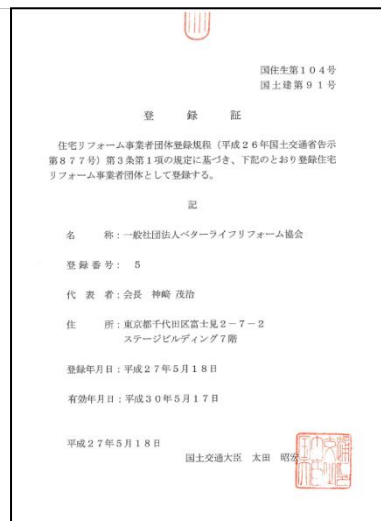 国住生第104号
国土建第91号
登録証
住宅リフォーム事業者団体登録規程（平成26年国土交通省告示
第877号）第3条第1項の規定に基づき、下記のとおり登録住宅
リフォーム事業者団体として登録する。
記
名　　称：一般社団法人ベターライフリフォーム協会
登録番号：　5
代 表 者：会長　神﨑 茂治
住　　所：東京都千代田区富士見2－7－2
ステージビルディング7階
登録年月日：平成27年5月18日
有効年月日：平成30年5月17日
平成27年5月18日
国土交通大臣　太田　昭宏